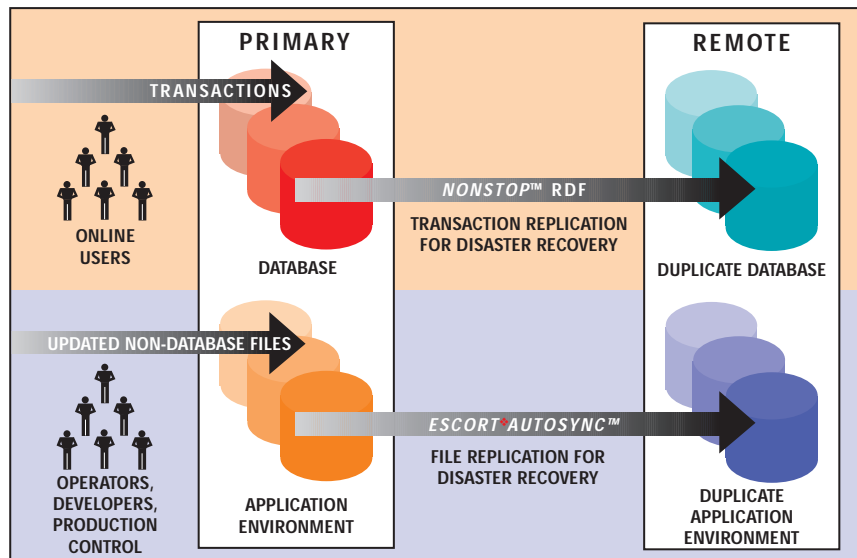 PRIMARY
REMOTE
TRANSACTIONS
ONLINE
USERS
DATABASE
NONSTOP™ RDF
TRANSACTION REPLICATION
FOR DISASTER RECOVERY
DUPLICATE DATABASE
UPDATED NON-DATABASE FILES
OPERATORS,
DEVELOPERS,
PRODUCTION
CONTROL
APPLICATION
ENVIRONMENT
ESCORT✦AUTOSYNC™
FILE REPLICATION FOR
DISASTER RECOVERY
DUPLICATE
APPLICATION
ENVIRONMENT